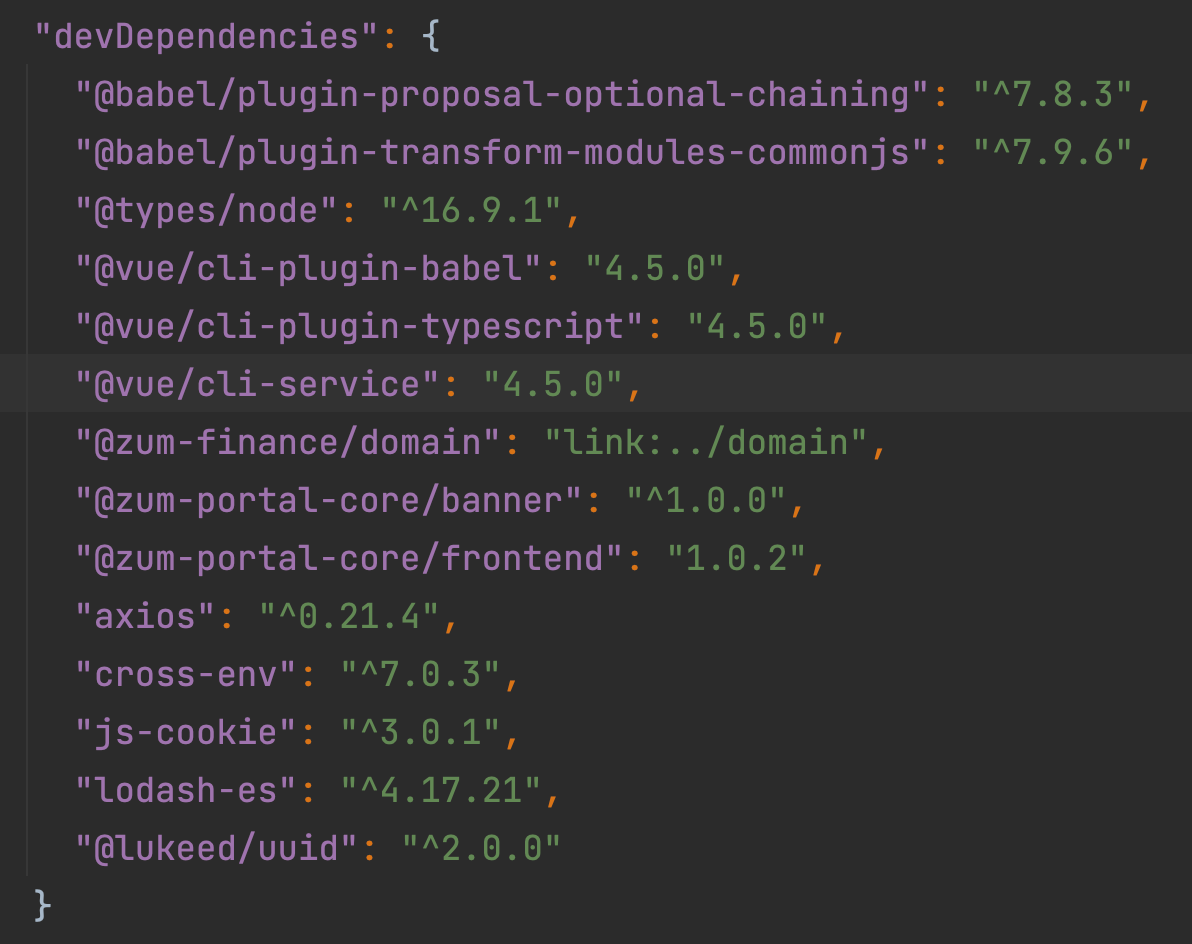 "devDependencies": {
"@babel/plugin-proposal-optional-chaining": "^7.8.3",
"@babel/plugin-transform-modules-commonjs": "^7.9.6",
"@types/node": "^16.9.1",
"@vue/cli-plugin-babel": "4.5.0",
"@vue/cli-plugin-typescript": "4.5.0",
"@vue/cli-service": "4.5.0",
"@zum-finance/domain": "link:../domain",
"@zum-portal-core/banner": "^1.0.0",
"@zum-portal-core/frontend": "1.0.2",
"axios": "^0.21.4",
"cross-env": "^7.0.3",
"js-cookie": "^3.0.1",
"lodash-es": "^4.17.21",
"@lukeed/uuid": "^2.0.0"
}